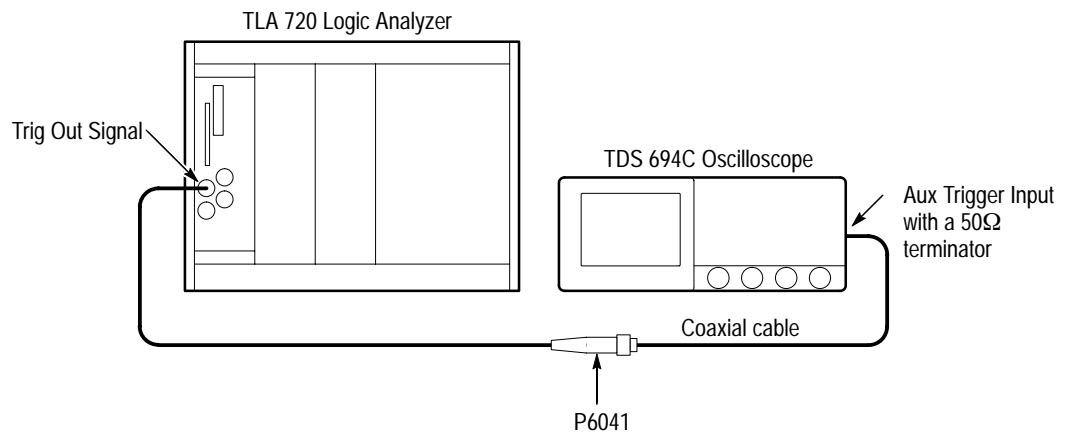 TLA 720 Logic Analyzer
Trig Out Signal
TDS 694C Oscilloscope
Aux Trigger Input
with a 50Ω
terminator
Coaxial cable
P6041